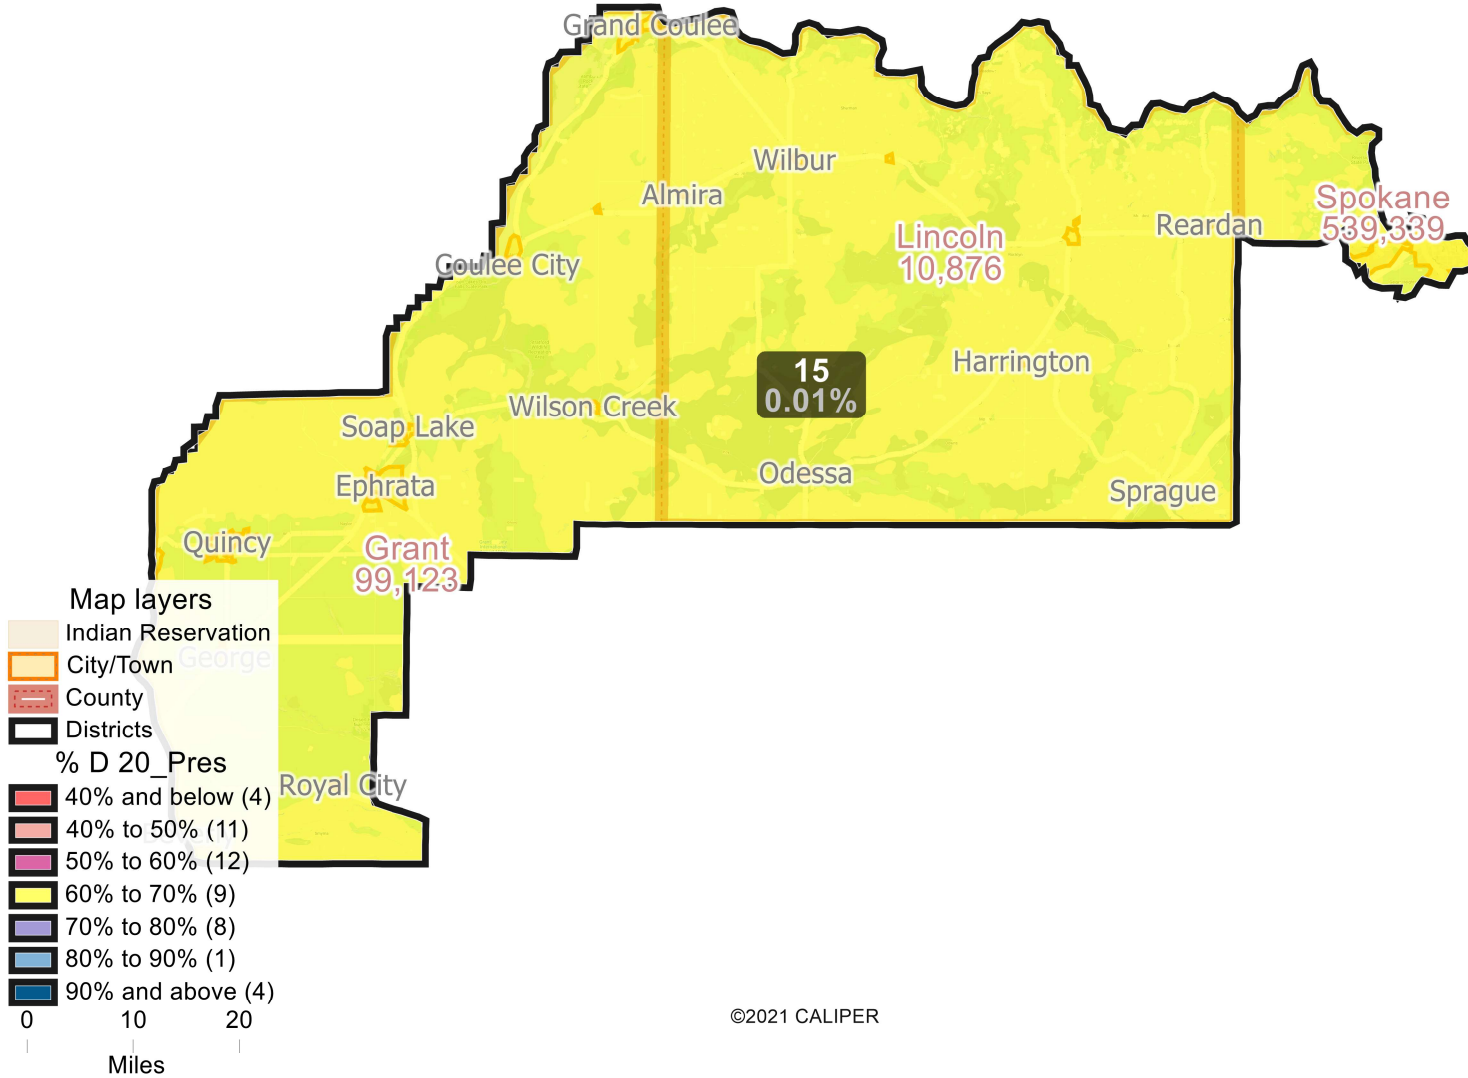 Grand Coulee
Wilbur
Almira
Spokane
539,339
Reardan
Lincoln
10,876
Coulee City
15
0.01%
Harrington
Wilson Creek
Soap Lake
Odessa
Ephrata
Sprague
Quincy
Grant
99,123
Map layers
Indian Reservation
City/Town
George
County
Districts
% D 20_Pres
Royal City
40% and below (4)
40% to 50% (11)
50% to 60% (12)
60% to 70% (9)
70% to 80% (8)
80% to 90% (1)
90% and above (4)
0 10 20
Miles
©2021 CALIPER